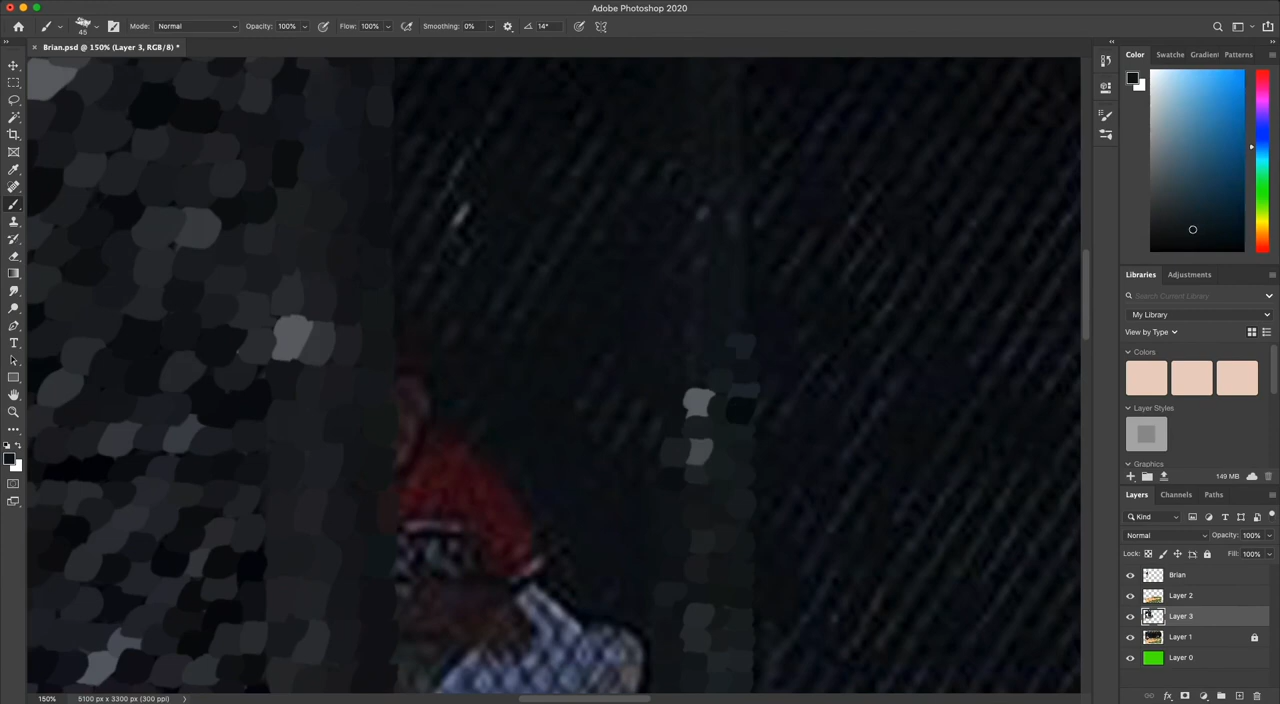 Adobe Photoshop 2020
45
Mode: Normal
Opacity: 100%
Flow: 100%
Smoothing: 0%
14°
Brian.psd @ 150% (Layer 3, RGB/8) *
Color
Swatche
Gradien
Patterns
Libraries
Adjustments
Search Current Library
My Library
View by Type
Colors
Layer Styles
Graphics
149 MB
Layers
Channels
Paths
Kind
Normal
Opacity: 100%
Lock:
Fill: 100%
Brian
Layer 2
Layer 3
Layer 1
Layer 0
150%
5100 px x 3300 px (300 ppi)